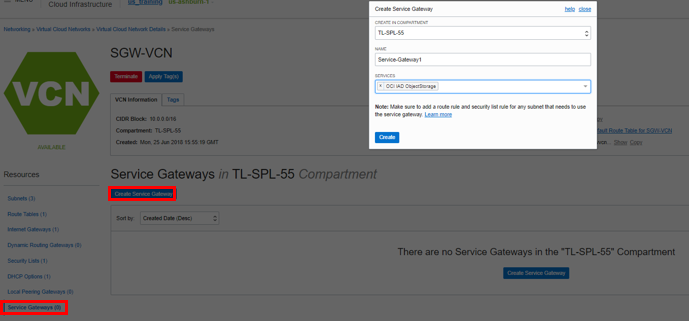 MENU
Cloud Infrastructure
us_training
us-ashburn-1
Networking » Virtual Cloud Networks » Virtual Cloud Network Details » Service Gateways
VCN
AVAILABLE
SGW-VCN
Terminate
Apply Tag(s)
VCN Information
Tags
CIDR Block: 10.0.0.0/16
Compartment: TL-SPL-55
Created: Mon, 25 Jun 2018 15:55:19 GMT
Default Route Table for SGW-VCN
Show Copy
Resources
Subnets (3)
Route Tables (1)
Internet Gateways (1)
Dynamic Routing Gateways (0)
Security Lists (1)
DHCP Options (1)
Local Peering Gateways (0)
Service Gateways (0)
Service Gateways in TL-SPL-55 Compartment
Create Service Gateway
Sort by
Created Date (Desc)
There are no Service Gateways in the "TL-SPL-55" Compartment
Create Service Gateway
Create Service Gateway
help close
CREATE IN COMPARTMENT
TL-SPL-55
NAME
Service-Gateway1
SERVICES
× OCI IAD ObjectStorage
Note: Make sure to add a route rule and security list rule for any subnet that needs to use
the service gateway. Learn more
Create